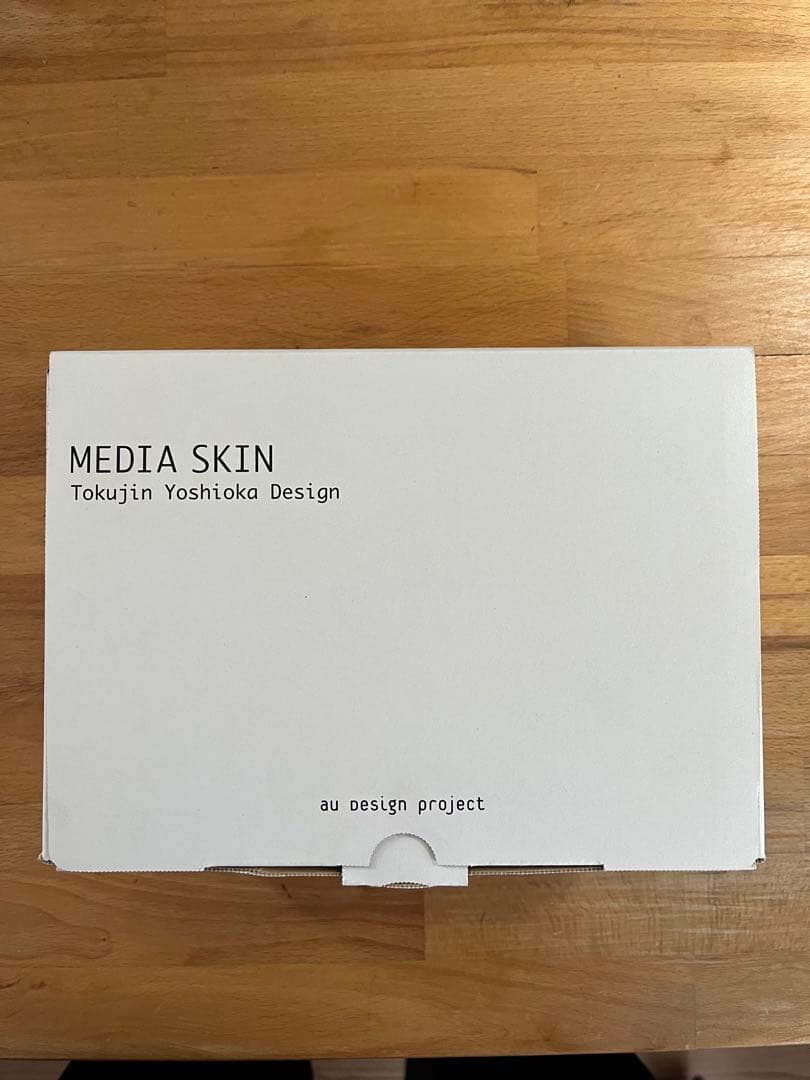 MEDIA SKIN
Tokujin Yoshioka Design
au Design project